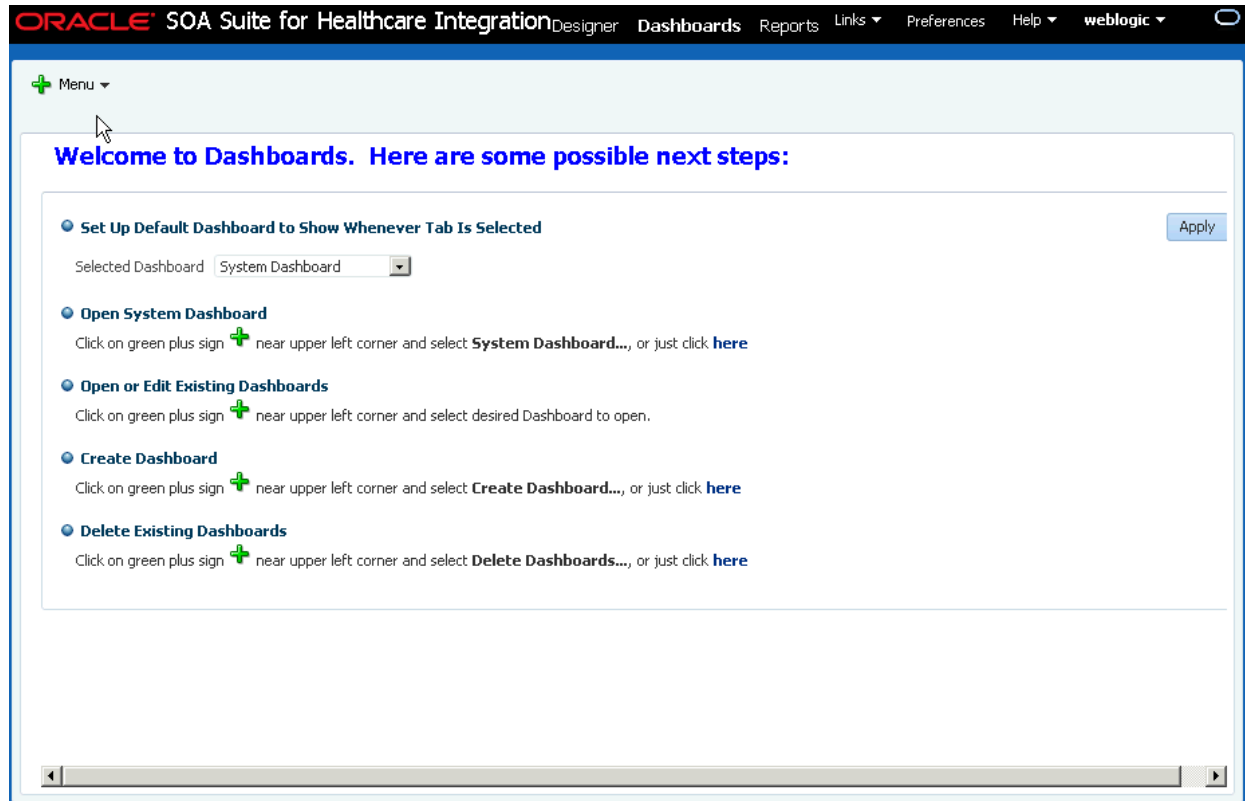 ORACLE SOA Suite for Healthcare Integration Designer Dashboards Reports Links Preferences Help weblogic
Menu
Welcome to Dashboards. Here are some possible next steps:
Set Up Default Dashboard to Show Whenever Tab Is Selected
Apply
Selected Dashboard System Dashboard
Open System Dashboard
Click on green plus sign near upper left corner and select System Dashboard..., or just click here
Open or Edit Existing Dashboards
Click on green plus sign near upper left corner and select desired Dashboard to open.
Create Dashboard
Click on green plus sign near upper left corner and select Create Dashboard..., or just click here
Delete Existing Dashboards
Click on green plus sign near upper left corner and select Delete Dashboards..., or just click here